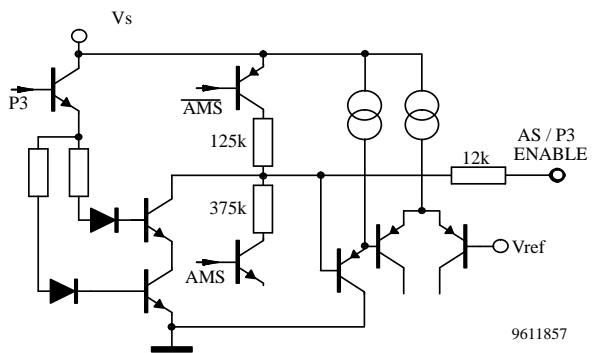 Vs
P3
AMS
125k
AS / P3
ENABLE
12k
375k
AMS
Vref
9611857